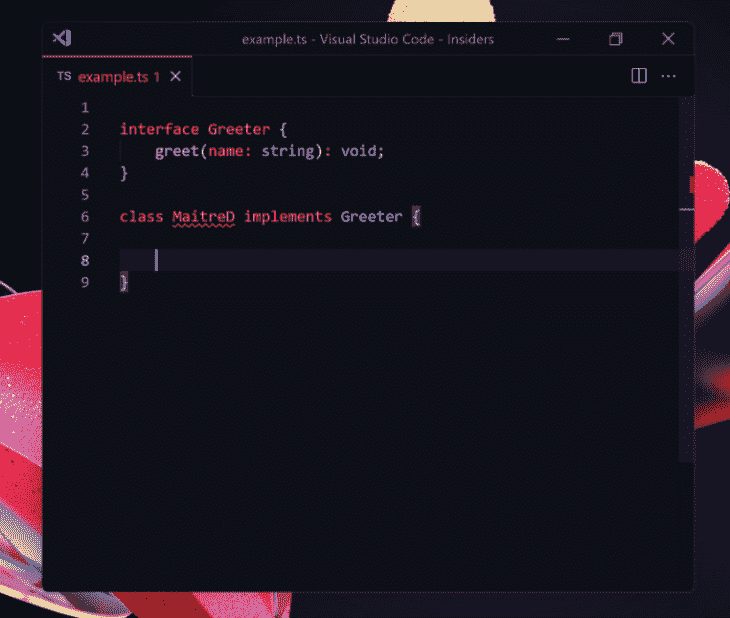 example.ts - Visual Studio Code - Insiders
TS example.ts 1
1
2 interface Greeter {
3     greet(name: string): void;
4 }
5
6 class MaitreD implements Greeter {
7
8
9 }